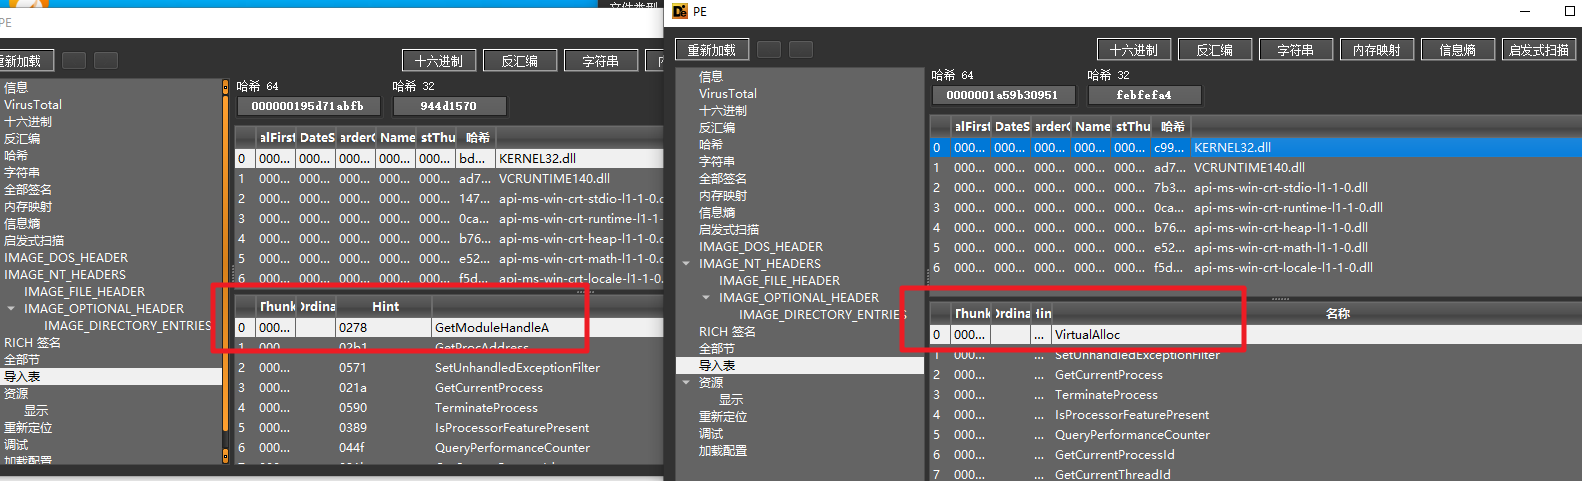 文件类型
PE
重新加载
十六进制
反汇编
字符串
哈希 64
哈希 32
000000195d71abfb
944d1570
信息
VirusTotal
十六进制
反汇编
哈希
字符串
全部签名
内存映射
信息熵
启发式扫描
IMAGE_DOS_HEADER
IMAGE_NT_HEADERS
IMAGE_FILE_HEADER
IMAGE_OPTIONAL_HEADER
IMAGE_DIRECTORY_ENTRIES
RICH 签名
全部节
导入表
资源
显示
重新定位
调试
加载配置
alFirst DateS arderC Name stThu 哈希
0 000... 000... 000... 000... 000... bd... KERNEL32.dll
1 000... 000... 000... 000... 000... ad7... VCRUNTIME140.dll
2 000... 000... 000... 000... 000... 147... api-ms-win-crt-stdio-l1-1-0.d
3 000... 000... 000... 000... 000... 0ca... api-ms-win-crt-runtime-l1-1-
4 000... 000... 000... 000... 000... b76... api-ms-win-crt-heap-l1-1-0.c
5 000... 000... 000... 000... 000... e52... api-ms-win-crt-math-l1-1-0.c
6 000... 000... 000... 000... 000... f5d... api-ms-win-crt-locale-l1-1-0.
Thunk Ordina Hint
0 000... 0278 GetModuleHandleA
1 000... 02b1 GetProcAddress
2 000... 0571 SetUnhandledExceptionFilter
3 000... 021a GetCurrentProcess
4 000... 0590 TerminateProcess
5 000... 0389 IsProcessorFeaturePresent
6 000... 044f QueryPerformanceCounter
PE
重新加载
十六进制
反汇编
字符串
内存映射
信息熵
启发式扫描
哈希 64
哈希 32
0000001a59b30951
febfefa4
信息
VirusTotal
十六进制
反汇编
哈希
字符串
全部签名
内存映射
信息熵
启发式扫描
IMAGE_DOS_HEADER
IMAGE_NT_HEADERS
IMAGE_FILE_HEADER
IMAGE_OPTIONAL_HEADER
IMAGE_DIRECTORY_ENTRIES
RICH 签名
全部节
导入表
资源
显示
重新定位
调试
加载配置
alFirst DateS arderC Name stThu 哈希
0 000... 000... 000... 000... 000... c99... KERNEL32.dll
1 000... 000... 000... 000... 000... ad7... VCRUNTIME140.dll
2 000... 000... 000... 000... 000... 7b3... api-ms-win-crt-stdio-l1-1-0.dll
3 000... 000... 000... 000... 000... 0ca... api-ms-win-crt-runtime-l1-1-0.dll
4 000... 000... 000... 000... 000... b76... api-ms-win-crt-heap-l1-1-0.dll
5 000... 000... 000... 000... 000... e52... api-ms-win-crt-math-l1-1-0.dll
6 000... 000... 000... 000... 000... f5d... api-ms-win-crt-locale-l1-1-0.dll
Thunk Ordina Hin 名称
0 000... ... VirtualAlloc
1 000... ... SetUnhandledExceptionFilter
2 000... ... GetCurrentProcess
3 000... ... TerminateProcess
4 000... ... IsProcessorFeaturePresent
5 000... ... QueryPerformanceCounter
6 000... ... GetCurrentProcessId
7 000... ... GetCurrentThreadId